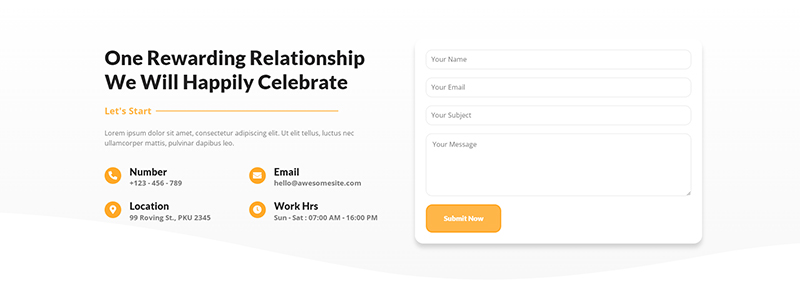 One Rewarding Relationship
We Will Happily Celebrate
Let's Start
Lorem ipsum dolor sit amet, consectetur adipiscing elit. Ut elit tellus, luctus nec
ullamcorper mattis, pulvinar dapibus leo.
Number
+123 - 456 - 789
Email
hello@awesomesite.com
Location
99 Roving St., PKU 2345
Work Hrs
Sun - Sat : 07:00 AM - 16:00 PM
Your Name
Your Email
Your Subject
Your Message
Submit Now